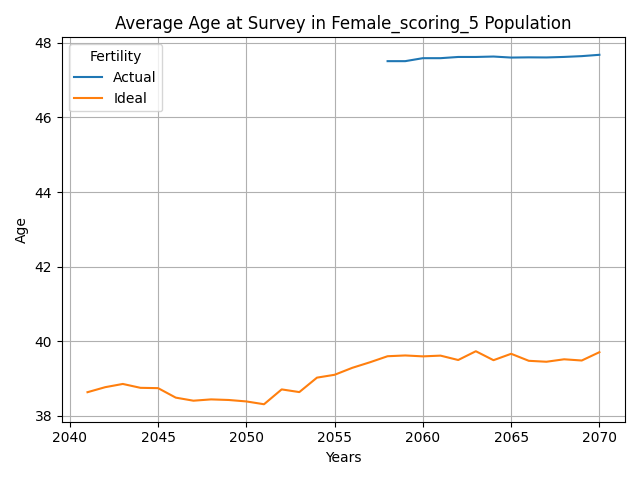 Average Age at Survey in Female_scoring_5 Population
Fertility
Actual
Ideal
48
46
44
42
40
38
Age
2040 2045 2050 2055 2060 2065 2070
Years